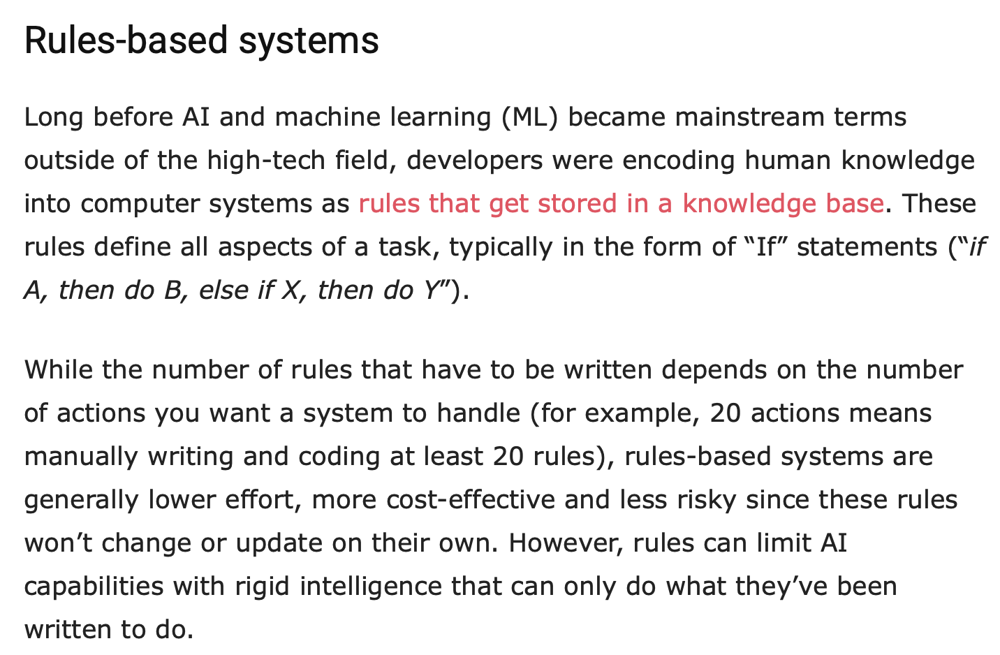 Rules-based systems
Long before AI and machine learning (ML) became mainstream terms
outside of the high-tech field, developers were encoding human knowledge
into computer systems as rules that get stored in a knowledge base. These
rules define all aspects of a task, typically in the form of “If” statements (“if
A, then do B, else if X, then do Y”).
While the number of rules that have to be written depends on the number
of actions you want a system to handle (for example, 20 actions means
manually writing and coding at least 20 rules), rules-based systems are
generally lower effort, more cost-effective and less risky since these rules
won’t change or update on their own. However, rules can limit AI
capabilities with rigid intelligence that can only do what they’ve been
written to do.